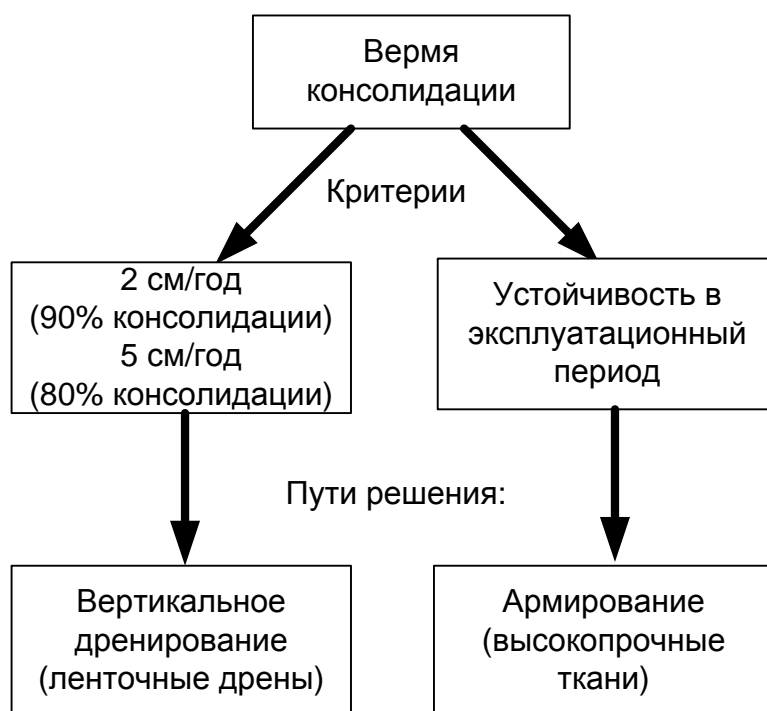 Вермя
консолидации
Критерии
2 см/год
(90% консолидации)
5 см/год
(80% консолидации)
Устойчивость в
эксплуатационный
период
Пути решения:
Вертикальное
дренирование
(ленточные дрены)
Армирование
(высокопрочные
ткани)